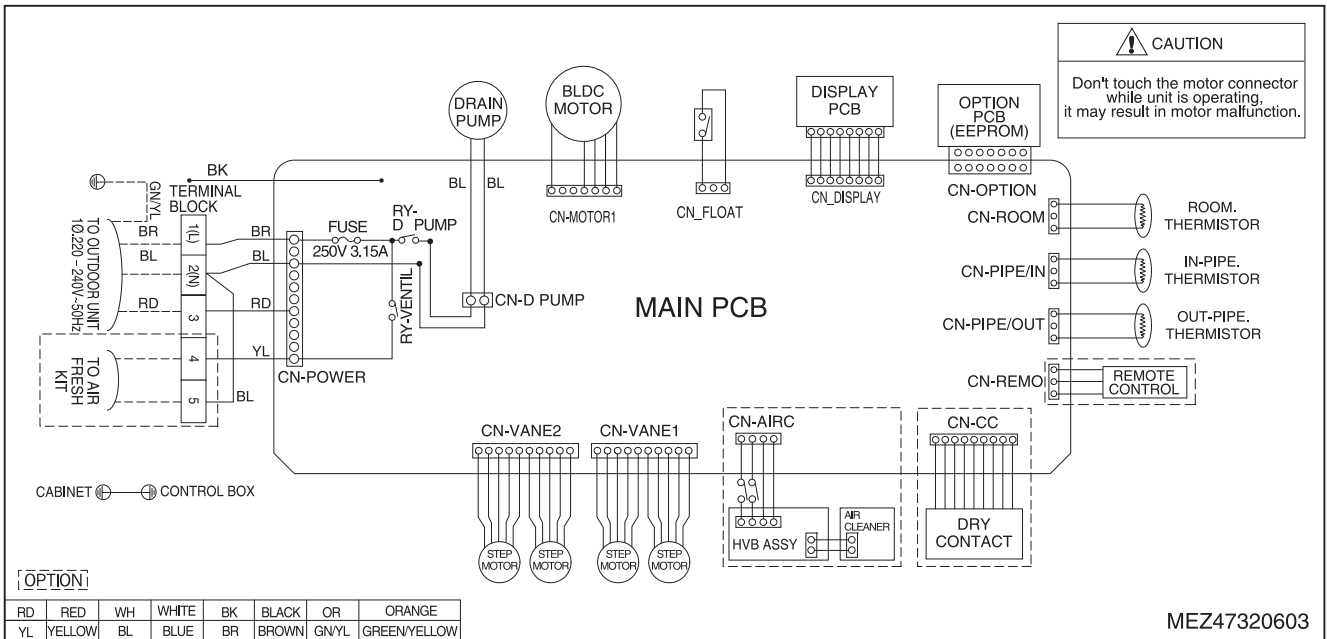 CAUTION
Don't touch the motor connector
while unit is operating,
it may result in motor malfunction.
DRAIN
PUMP
BLDC
MOTOR
DISPLAY
PCB
OPTION
PCB
(EEPROM)
BL
BL
CN-MOTOR1
CN_FLOAT
CN_DISPLAY
CN-OPTION
BK
GN/YL
TERMINAL
BLOCK
TO OUTDOOR UNIT
1Ø.220 - 240V~50Hz
BR
1(L)
BR
BL
2(N)
BL
RD
3
RD
TO AIR
FRESH
KIT
4
YL
5
BL
CN-POWER
FUSE
250V 3.15A
RY-
D PUMP
RY-VENTIL
CN-D PUMP
MAIN PCB
CN-ROOM
ROOM.
THERMISTOR
CN-PIPE/IN
IN-PIPE.
THERMISTOR
CN-PIPE/OUT
OUT-PIPE.
THERMISTOR
CN-REMO
REMOTE
CONTROL
CN-VANE2
CN-VANE1
CN-AIRC
CN-CC
STEP
MOTOR
STEP
MOTOR
STEP
MOTOR
STEP
MOTOR
HVB ASSY
AIR
CLEANER
DRY
CONTACT
CABINET
CONTROL BOX
OPTION
RD RED WH WHITE BK BLACK OR ORANGE
YL YELLOW BL BLUE BR BROWN GN/YL GREEN/YELLOW
MEZ47320603